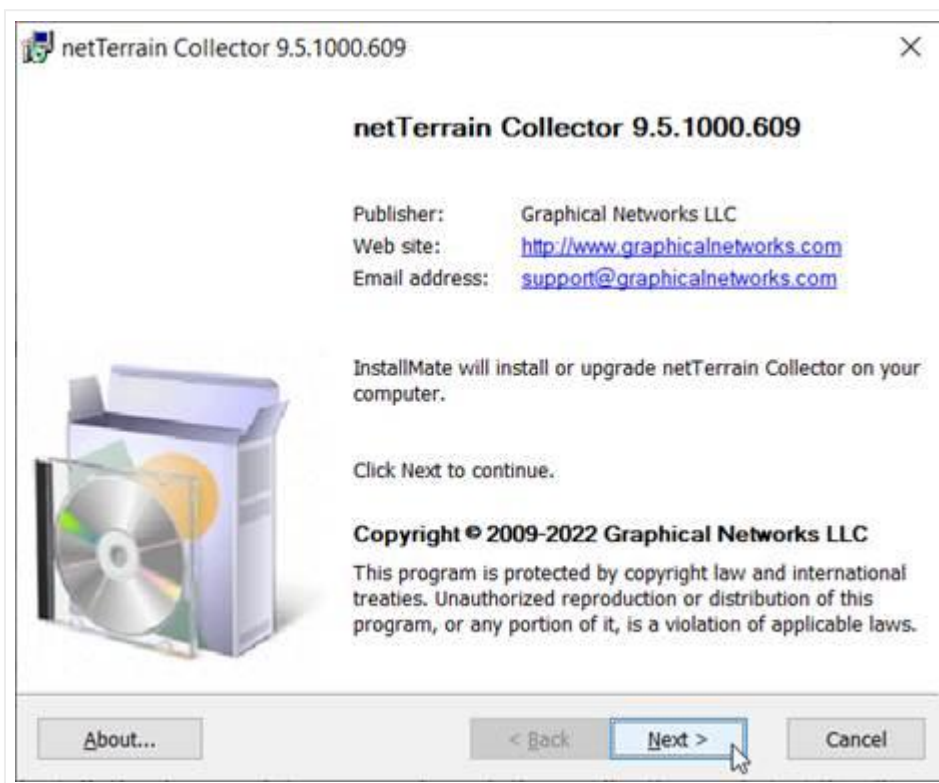 netTerrain Collector 9.5.1000.609
netTerrain Collector 9.5.1000.609
Publisher: Graphical Networks LLC
Web site: http://www.graphicalnetworks.com
Email address: support@graphicalnetworks.com
InstallMate will install or upgrade netTerrain Collector on your
computer.
Click Next to continue.
Copyright © 2009-2022 Graphical Networks LLC
This program is protected by copyright law and international
treaties. Unauthorized reproduction or distribution of this
program, or any portion of it, is a violation of applicable laws.
About... < Back Next > Cancel